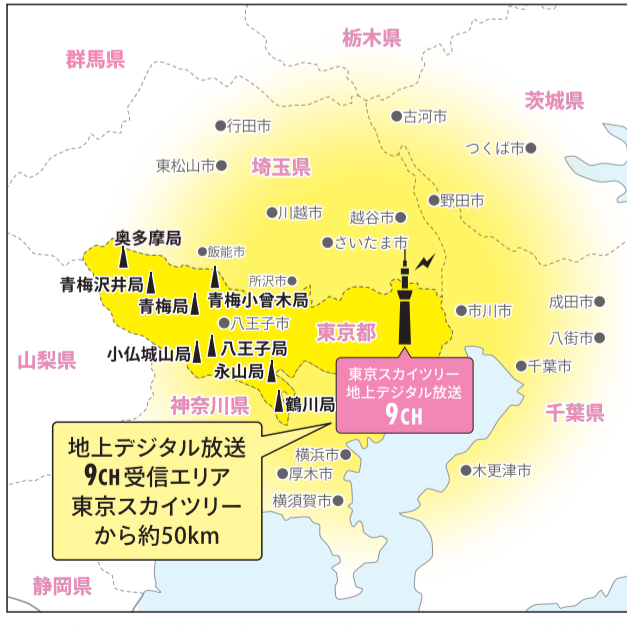 栃木県
群馬県
茨城県
古河市
行田市
つくば市
東松山市
埼玉県
野田市
川越市
越谷市
奥多摩局
さいたま市
飯能市
青梅沢井局
所沢市
青梅局
青梅小曾木局
成田市
市川市
八王子市
東京都
八街市
山梨県
小仏城山局
八王子局
永山局
千葉市
東京スカイツリー
地上デジタル放送
9CH
神奈川県
鶴川局
千葉県
地上デジタル放送
9CH受信エリア
東京スカイツリー
から約50km
横浜市
厚木市
木更津市
横須賀市
静岡県